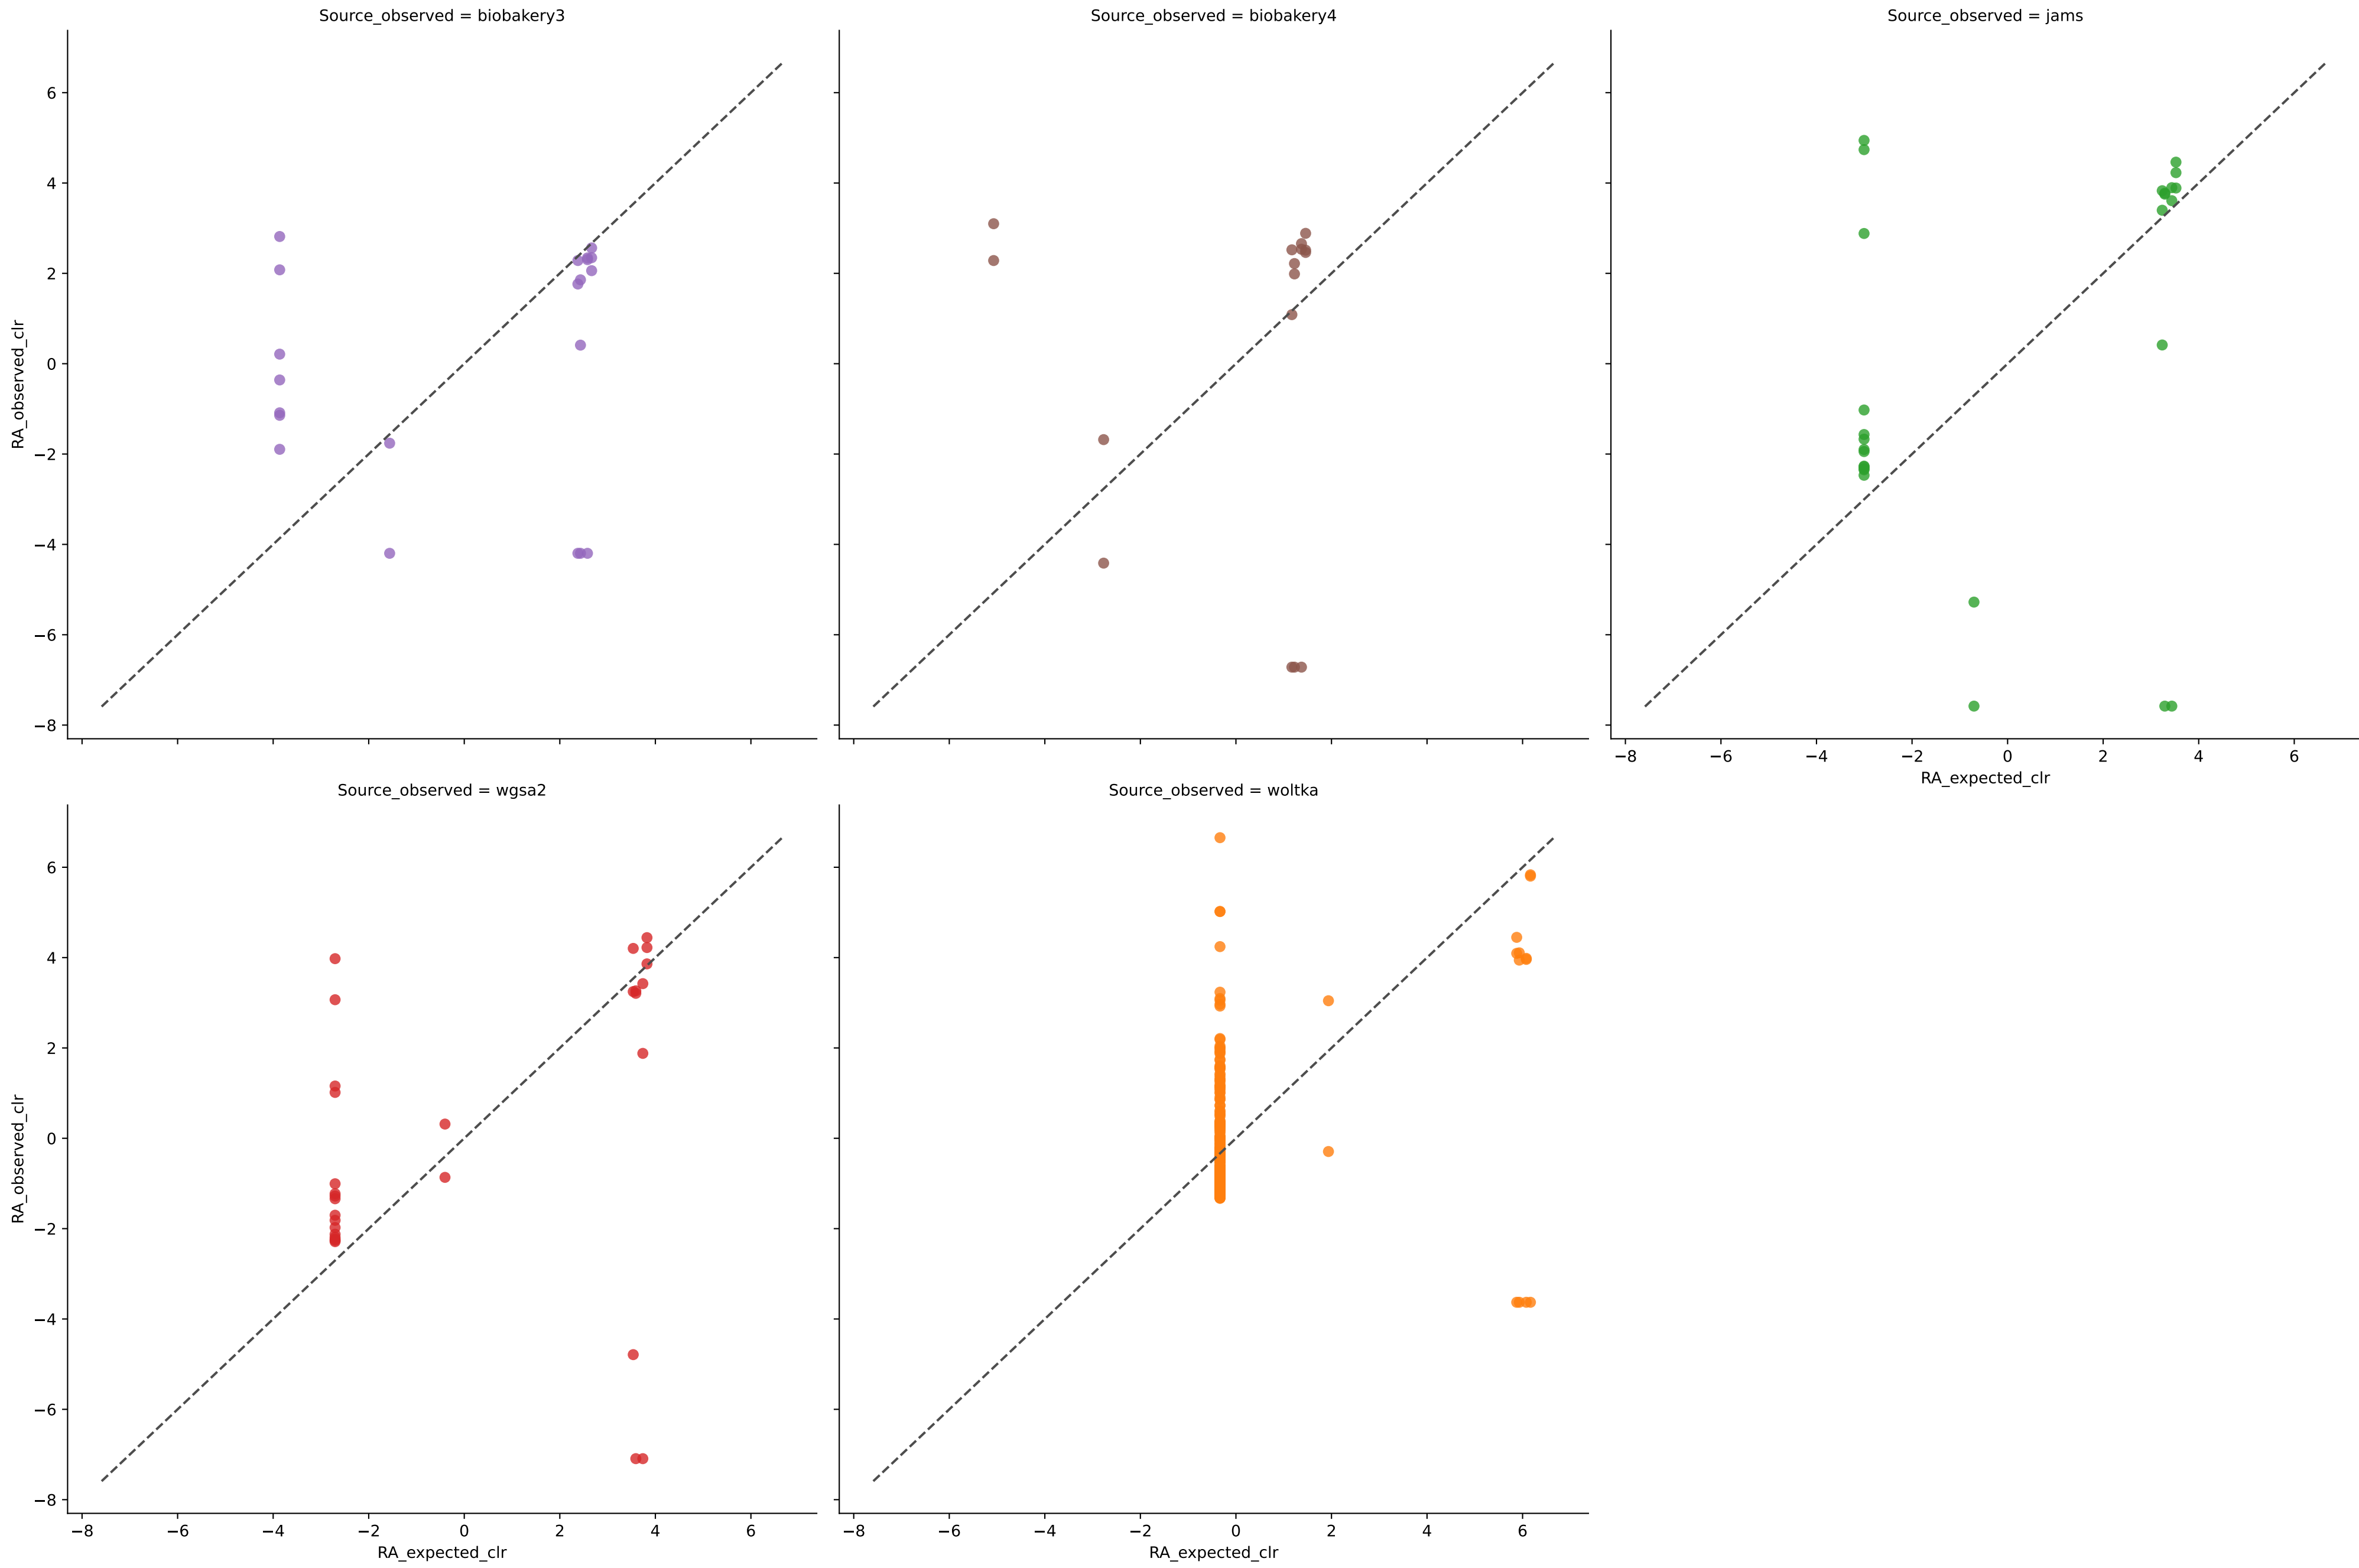 Source_observed = biobakery3
Source_observed = biobakery4
Source_observed = jams
6
4
2
0
−2
−4
−6
−8
RA_observed_clr
−8 −6 −4 −2 0 2 4 6
RA_expected_clr
Source_observed = wgsa2
Source_observed = woltka
6
4
2
0
−2
−4
−6
−8
RA_observed_clr
−8 −6 −4 −2 0 2 4 6
RA_expected_clr
−8 −6 −4 −2 0 2 4 6
RA_expected_clr